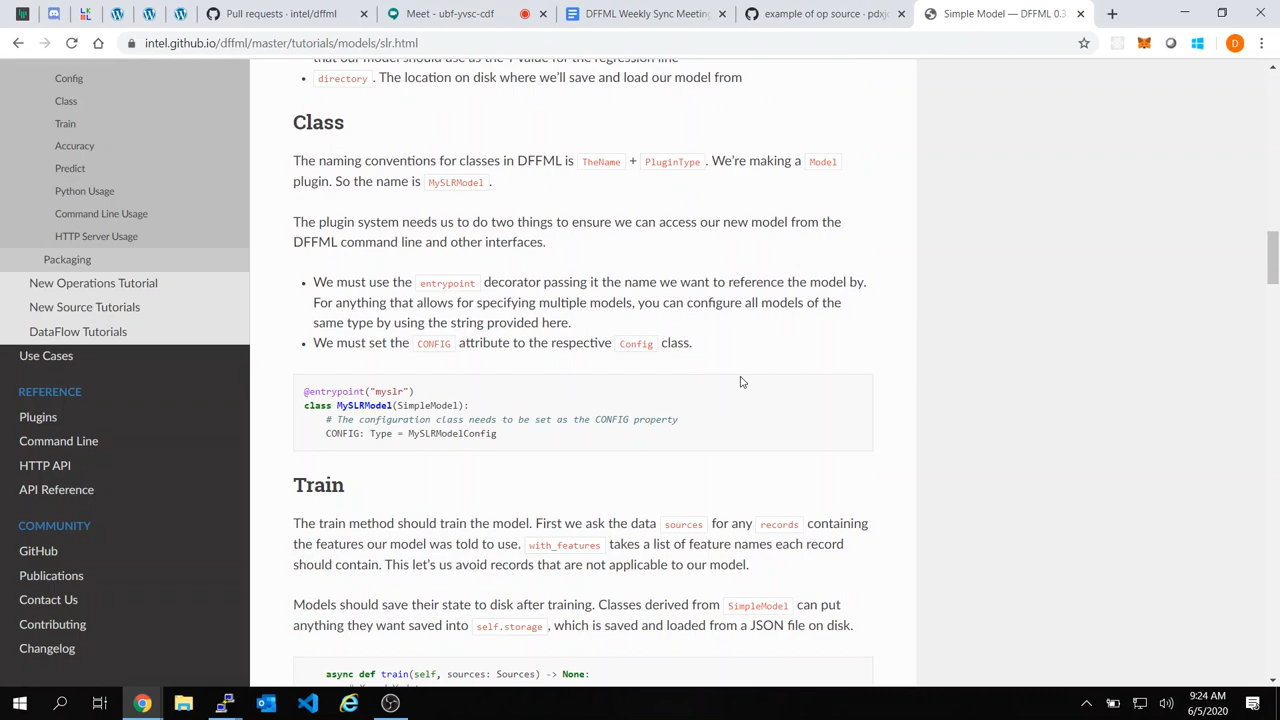 Pull requests · intel/dffml
Meet - ubf-yvsc-cdf
DFFML Weekly Sync Meeting
example of op source · pdxjo
Simple Model — DFFML 0.3.
intel.github.io/dffml/master/tutorials/models/slr.html
D
Config
Class
Train
Accuracy
Predict
Python Usage
Command Line Usage
HTTP Server Usage
Packaging
New Operations Tutorial
New Source Tutorials
DataFlow Tutorials
Use Cases
REFERENCE
Plugins
Command Line
HTTP API
API Reference
COMMUNITY
GitHub
Publications
Contact Us
Contributing
Changelog
that our model should use as the Y value for the regression line
• directory. The location on disk where we’ll save and load our model from
Class
The naming conventions for classes in DFFML is TheName + PluginType. We’re making a Model
plugin. So the name is MySLRModel.
The plugin system needs us to do two things to ensure we can access our new model from the
DFFML command line and other interfaces.
• We must use the entrypoint decorator passing it the name we want to reference the model by.
For anything that allows for specifying multiple models, you can configure all models of the
same type by using the string provided here.
• We must set the CONFIG attribute to the respective Config class.
@entrypoint("myslr")
class MySLRModel(SimpleModel):
# The configuration class needs to be set as the CONFIG property
CONFIG: Type = MySLRModelConfig
Train
The train method should train the model. First we ask the data sources for any records containing
the features our model was told to use. with_features takes a list of feature names each record
should contain. This let’s us avoid records that are not applicable to our model.
Models should save their state to disk after training. Classes derived from SimpleModel can put
anything they want saved into self.storage, which is saved and loaded from a JSON file on disk.
async def train(self, sources: Sources) -> None:
9:24 AM
6/5/2020